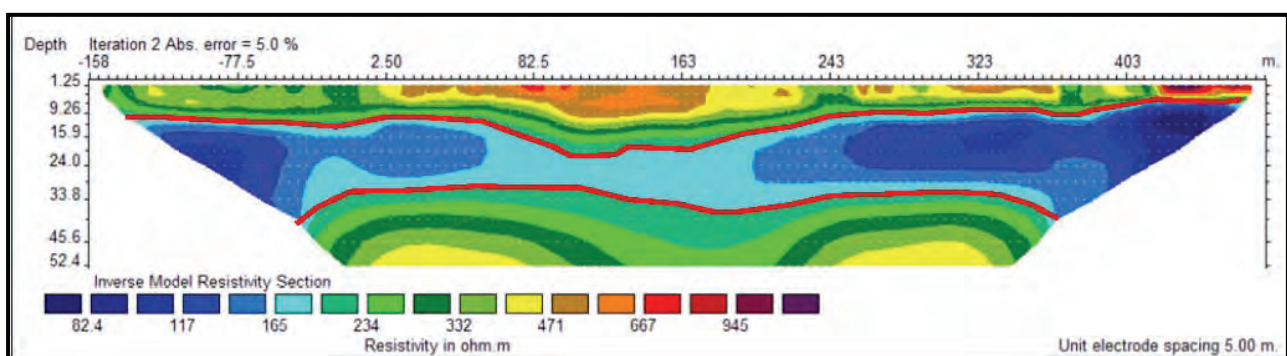 Depth Iteration 2 Abs. error = 5.0 %
-158 -77.5 2.50 82.5 163 243 323 403 m.
1.25
9.26
15.9
24.0
33.8
45.6
52.4
Inverse Model Resistivity Section
82.4 117 165 234 332 471 667 945
Resistivity in ohm.m Unit electrode spacing 5.00 m.